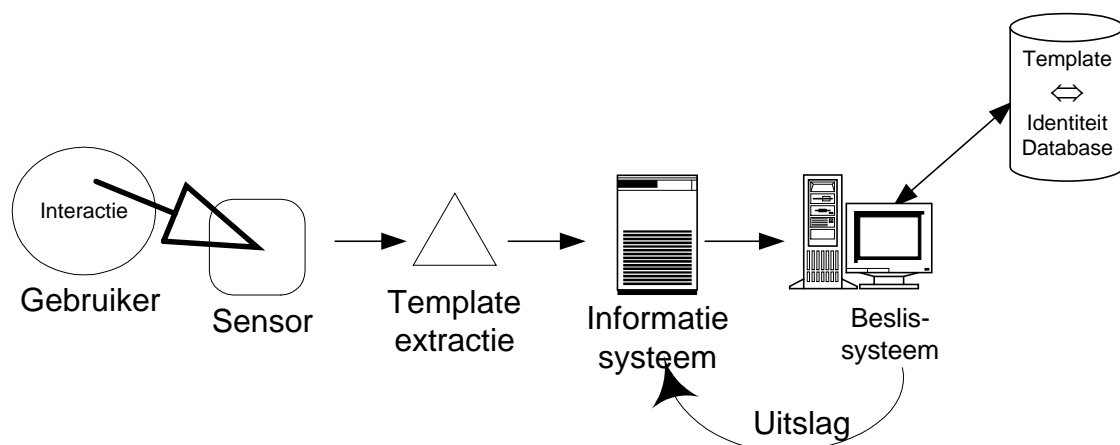 Interactie
Gebruiker
Sensor
Template
extractie
Informatie
systeem
Beslis-
systeem
Template
⇔
Identiteit
Database
Uitslag